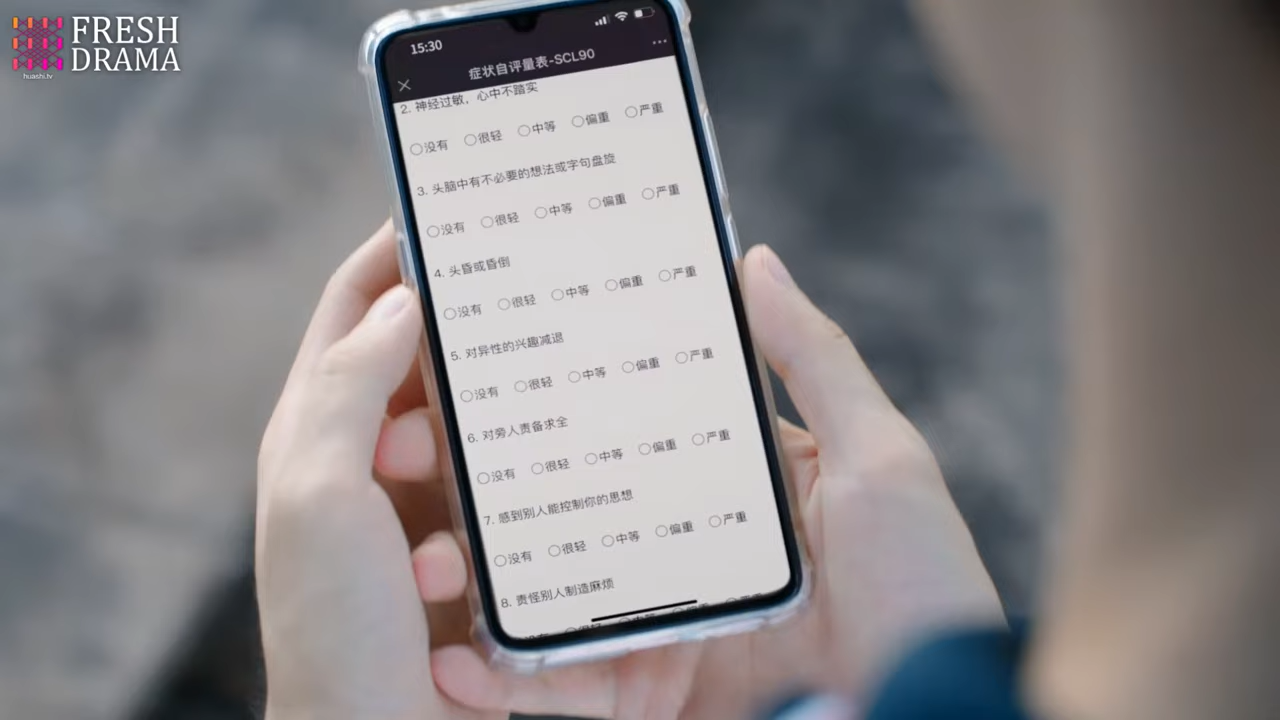 FRESH
DRAMA
huashi.tv
15:30
症状自评量表-SCL90
2. 神经过敏，心中不踏实
没有 很轻 中等 偏重 严重
3. 头脑中有不必要的想法或字句盘旋
没有 很轻 中等 偏重 严重
4. 头昏或昏倒
没有 很轻 中等 偏重 严重
5. 对异性的兴趣减退
没有 很轻 中等 偏重 严重
6. 对旁人责备求全
没有 很轻 中等 偏重 严重
7. 感到别人能控制你的思想
没有 很轻 中等 偏重 严重
8. 责怪别人制造麻烦